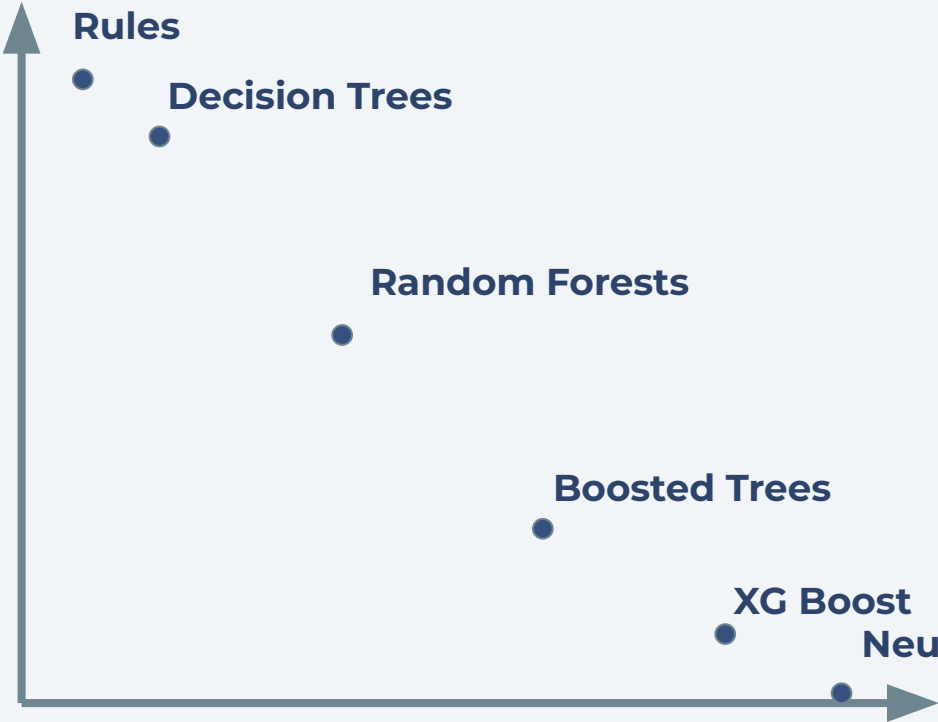 Rules
Decision Trees
Random Forests
Boosted Trees
XG Boost
Neu